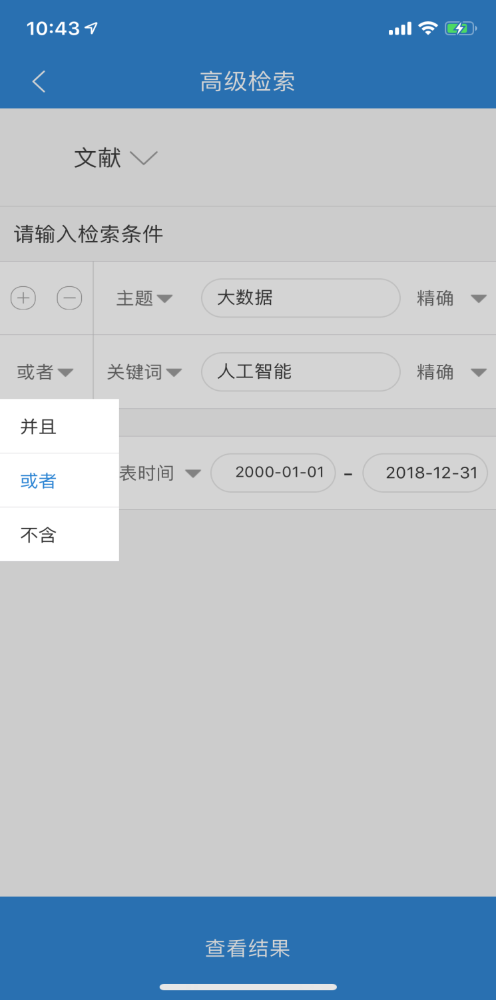 10:43
高级检索
文献
请输入检索条件
主题 大数据 精确
或者 关键词 人工智能 精确
并且
或者
不含
表时间 2000-01-01 - 2018-12-31
查看结果